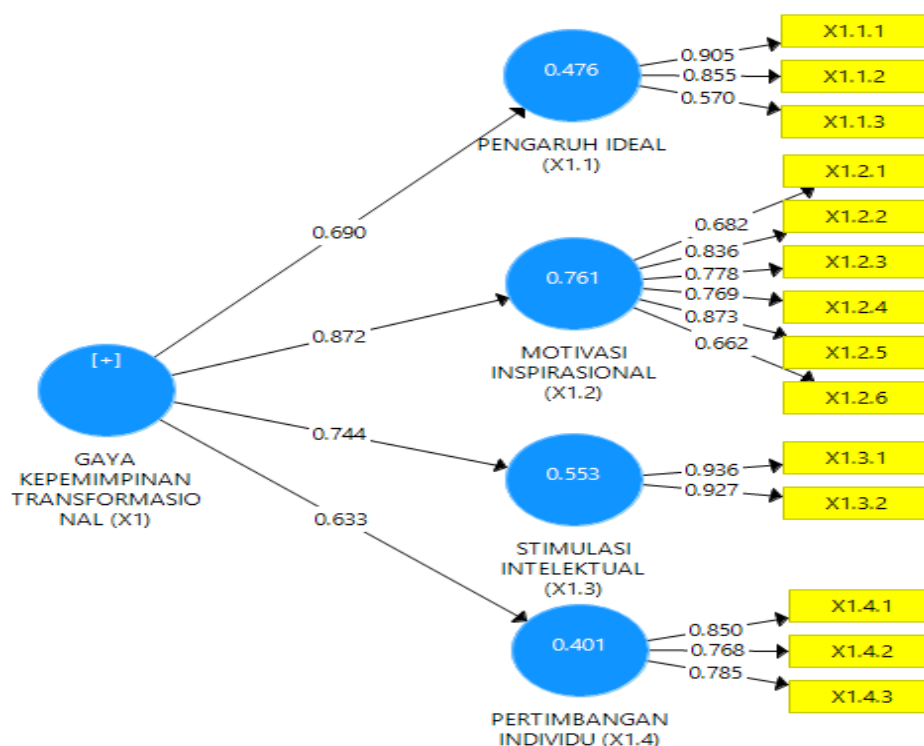 X1.1.1
0.905
0.476
0.855
X1.1.2
0.570
X1.1.3
PENGARUH IDEAL
(X1.1)
X1.2.1
0.682
X1.2.2
0.690
0.836
0.778
X1.2.3
0.761
0.769
X1.2.4
0.873
0.872
0.662
X1.2.5
[+]
MOTIVASI
INSPIRASIONAL
(X1.2)
X1.2.6
0.744
GAYA
KEPEMIMPINAN
TRANSFORMASIO
NAL (X1)
0.553
0.936
X1.3.1
0.927
X1.3.2
0.633
STIMULASI
INTELEKTUAL
(X1.3)
X1.4.1
0.850
0.401
0.768
X1.4.2
0.785
X1.4.3
PERTIMBANGAN
INDIVIDU (X1.4)